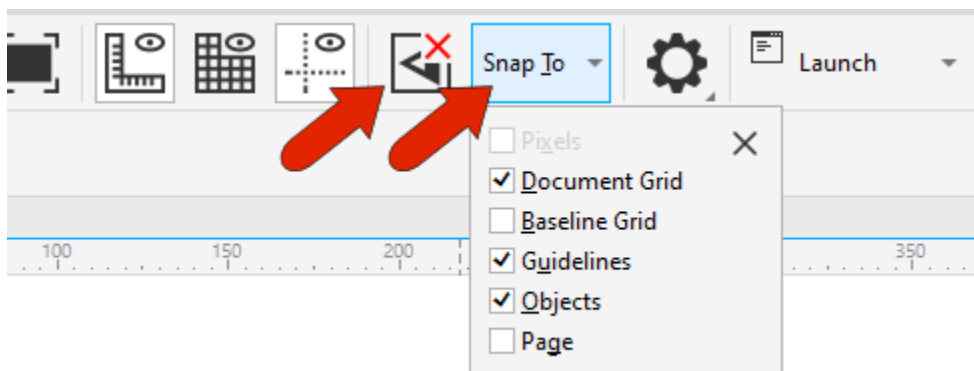 Snap To
Launch
Pixels
Document Grid
Baseline Grid
Guidelines
Objects
Page
100 150 200 350